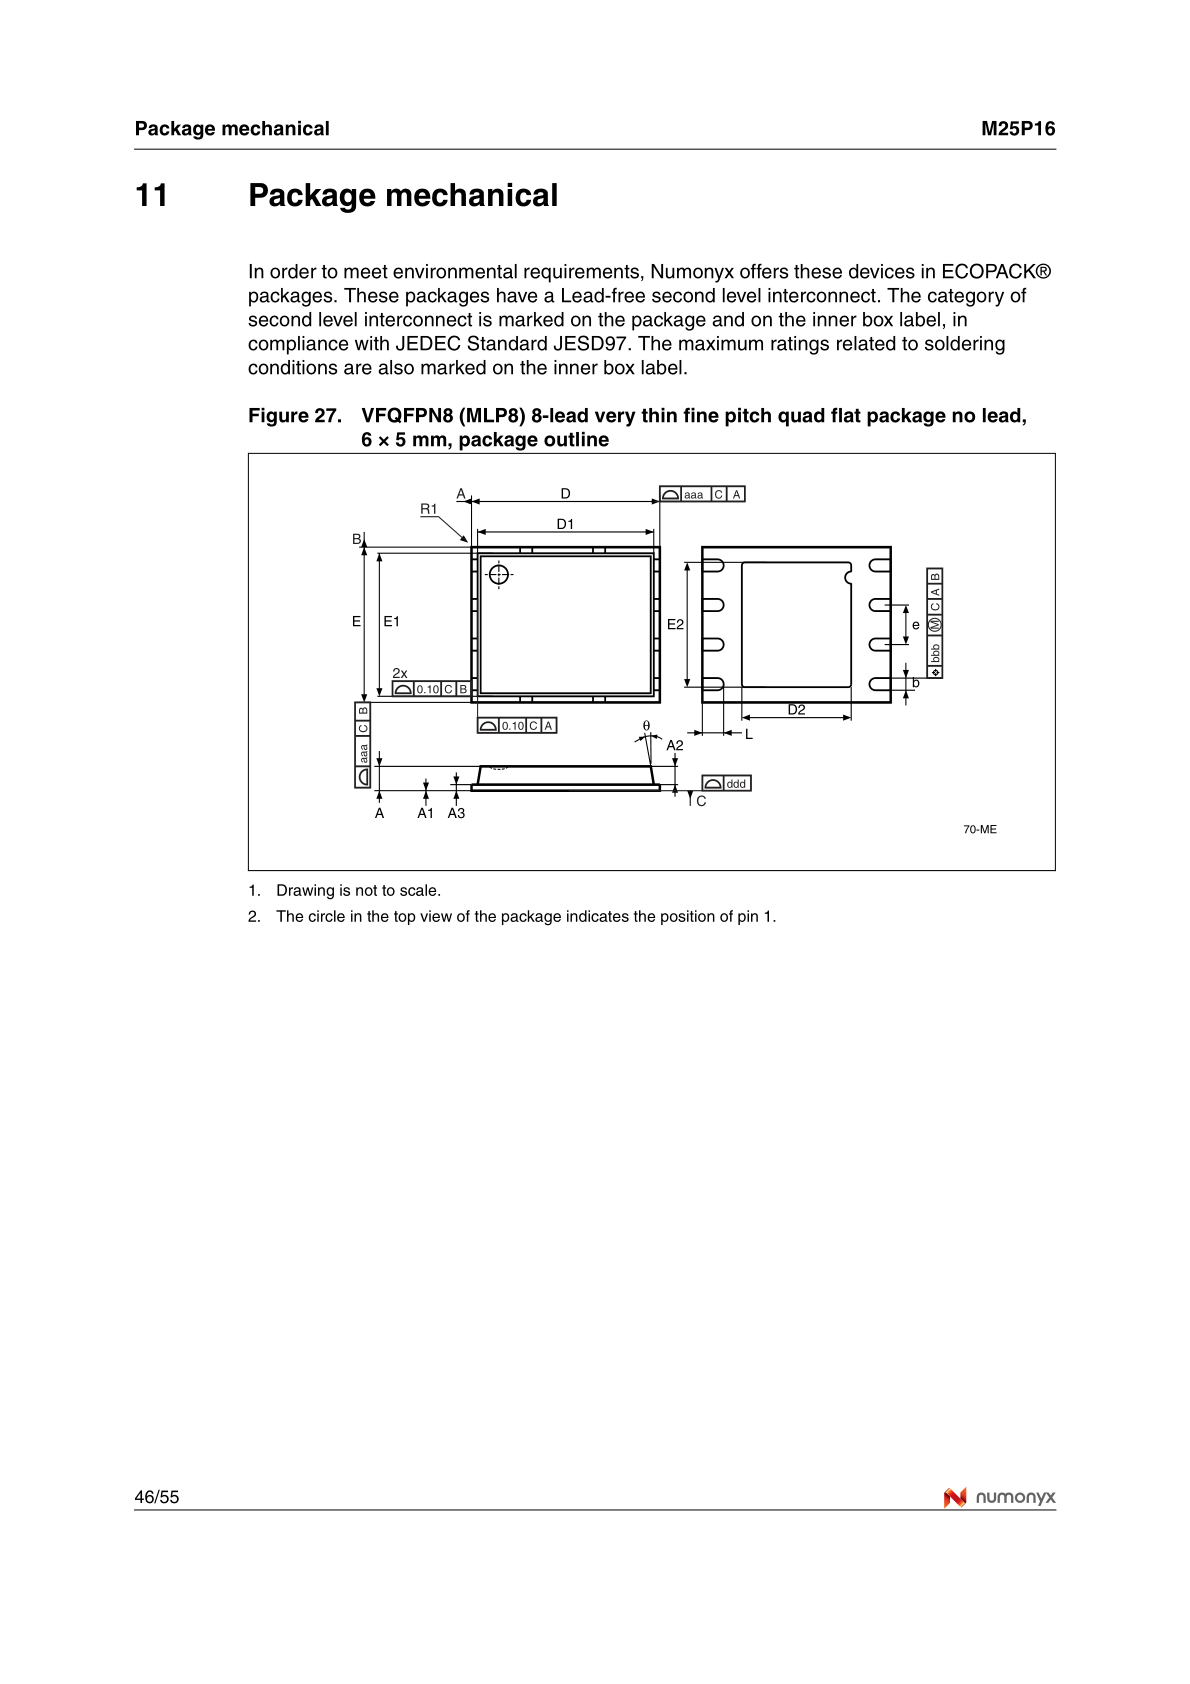 Package mechanical M25P16
11 Package mechanical
In order to meet environmental requirements, Numonyx offers these devices in ECOPACK®
packages. These packages have a Lead-free second level interconnect. The category of
second level interconnect is marked on the package and on the inner box label, in
compliance with JEDEC Standard JESD97. The maximum ratings related to soldering
conditions are also marked on the inner box label.
Figure 27. VFQFPN8 (MLP8) 8-lead very thin fine pitch quad flat package no lead,
6 × 5 mm, package outline
A D aaa C A
R1
D1
B
E E1 E2 e bbb M C A B
2x
0.10 C B
b
D2
aaa C B
0.10 C A
θ
A2
L
ddd
C
A A1 A3
70-ME
1. Drawing is not to scale.
2. The circle in the top view of the package indicates the position of pin 1.
46/55 numonyx